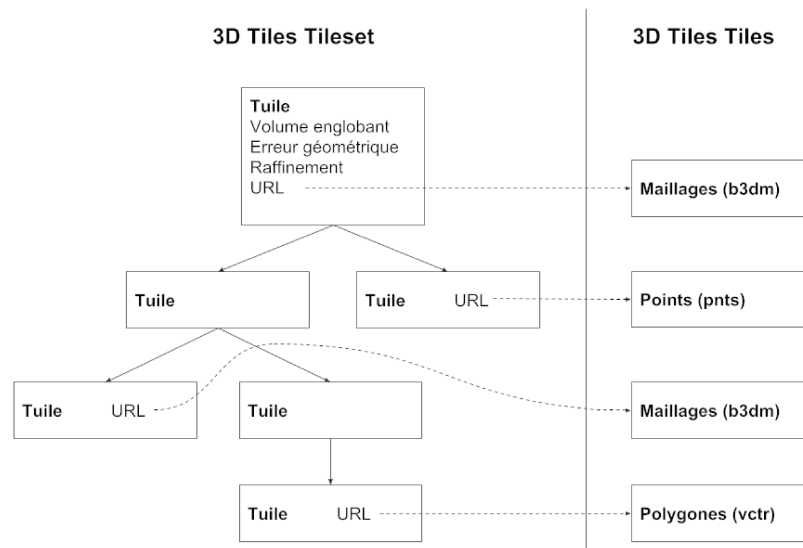 3D Tiles Tileset
3D Tiles Tiles
Tuile
Volume englobant
Erreur géométrique
Raffinement
URL
Maillages (b3dm)
Tuile
Tuile URL
Points (pnts)
Tuile URL
Tuile
Maillages (b3dm)
Tuile URL
Polygones (vctr)